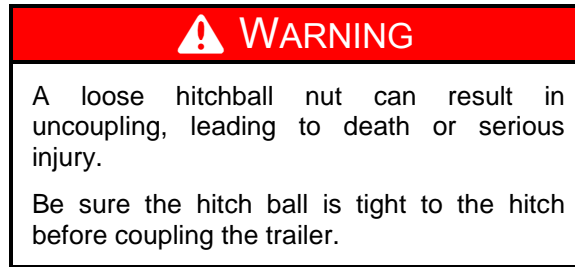 WARNING
A loose hitchball nut can result in
uncoupling, leading to death or serious
injury.
Be sure the hitch ball is tight to the hitch
before coupling the trailer.